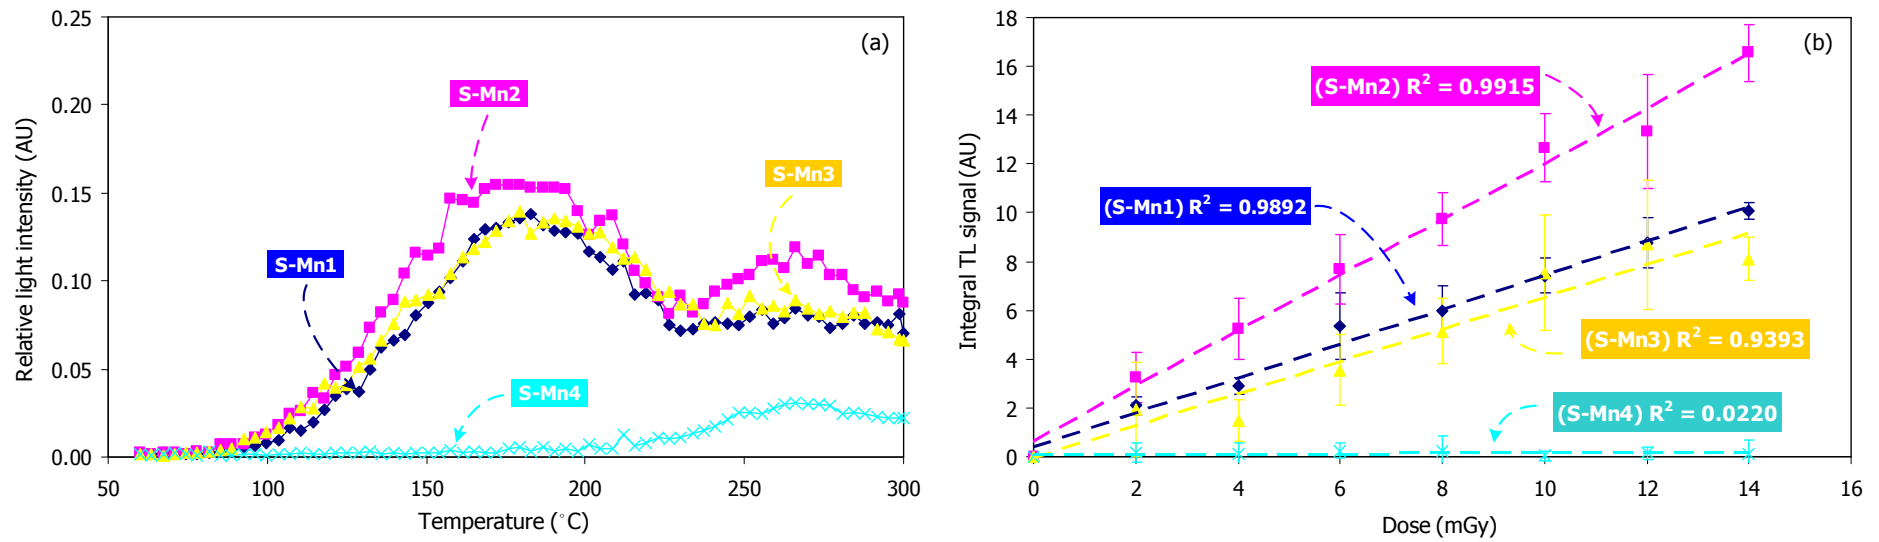 0.25
0.20
0.15
0.10
0.05
0.00
50
100
150
200
250
300
Relative light intensity (AU)
Temperature (°C)
(a)
S-Mn2
S-Mn3
S-Mn1
S-Mn4
18
16
14
12
10
8
6
4
2
0
0
2
4
6
8
10
12
14
16
Integral TL signal (AU)
Dose (mGy)
(b)
(S-Mn2) R² = 0.9915
(S-Mn1) R² = 0.9892
(S-Mn3) R² = 0.9393
(S-Mn4) R² = 0.0220